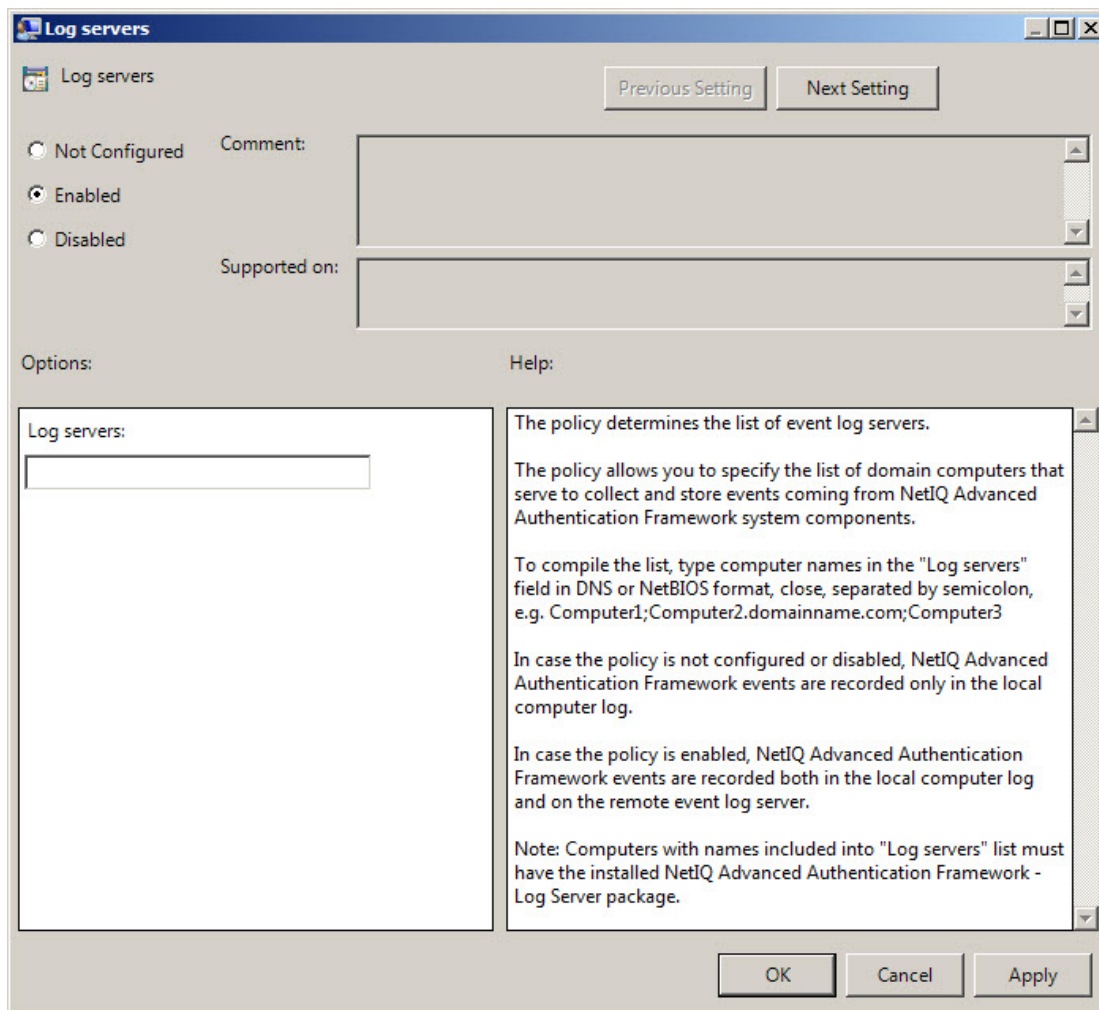 Log servers
Log servers
Previous Setting
Next Setting
Not Configured
Comment:
Enabled
Disabled
Supported on:
Options:
Help:
Log servers:
The policy determines the list of event log servers.
The policy allows you to specify the list of domain computers that
serve to collect and store events coming from NetIQ Advanced
Authentication Framework system components.
To compile the list, type computer names in the "Log servers"
field in DNS or NetBIOS format, close, separated by semicolon,
e.g. Computer1;Computer2.domainname.com;Computer3
In case the policy is not configured or disabled, NetIQ Advanced
Authentication Framework events are recorded only in the local
computer log.
In case the policy is enabled, NetIQ Advanced Authentication
Framework events are recorded both in the local computer log
and on the remote event log server.
Note: Computers with names included into "Log servers" list must
have the installed NetIQ Advanced Authentication Framework -
Log Server package.
OK
Cancel
Apply